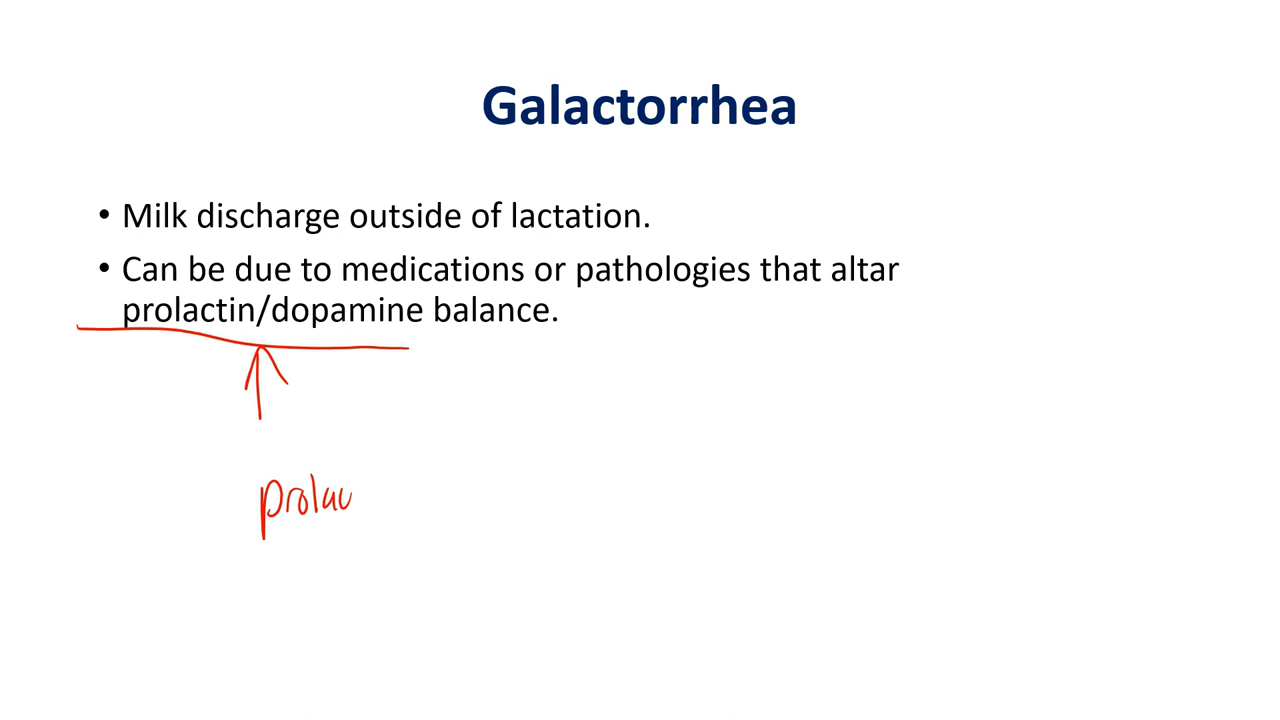 Galactorrhea
• Milk discharge outside of lactation.
• Can be due to medications or pathologies that altar
prolactin/dopamine balance.
prolac